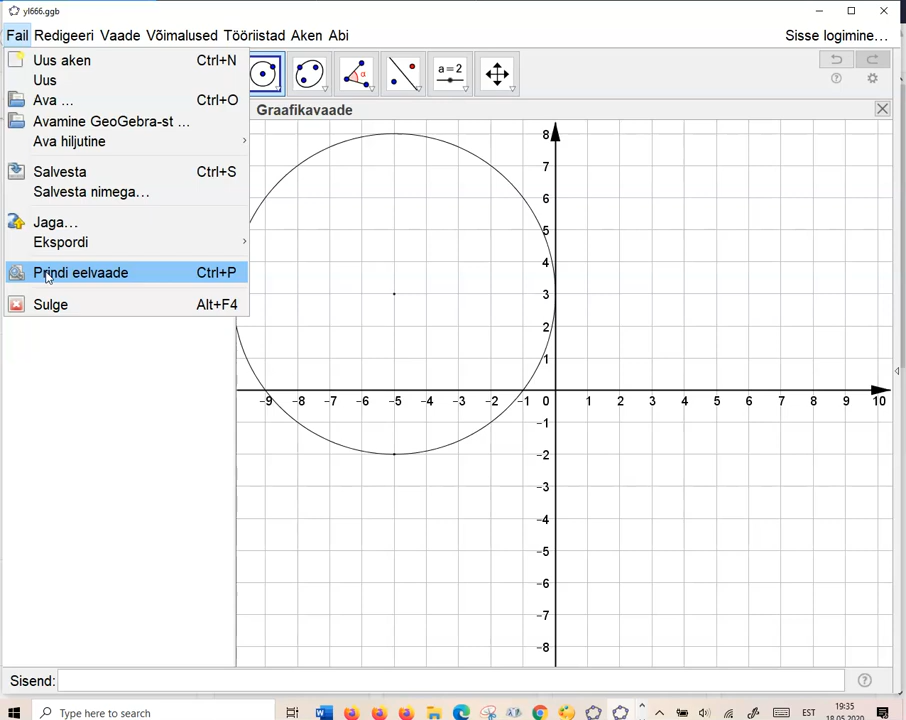 yl666.ggb
Fail Redigeeri Vaade Võimalused Tööriistad Aken Abi Sisse logimine...
Uus aken Ctrl+N
Uus
Ava ... Ctrl+O
Avamine GeoGebra-st ...
Ava hiljutine
Salvesta Ctrl+S
Salvesta nimega...
Jaga...
Ekspordi
Prindi eelvaade Ctrl+P
Sulge Alt+F4
α
a=2
Graafikavaade
8
7
6
5
4
3
2
1
-9 -8 -7 -6 -5 -4 -3 -2 -1 0 1 2 3 4 5 6 7 8 9 10
-1
-2
-3
-4
-5
-6
-7
-8
Sisend:
Type here to search
EST
19:35
18.05.2020